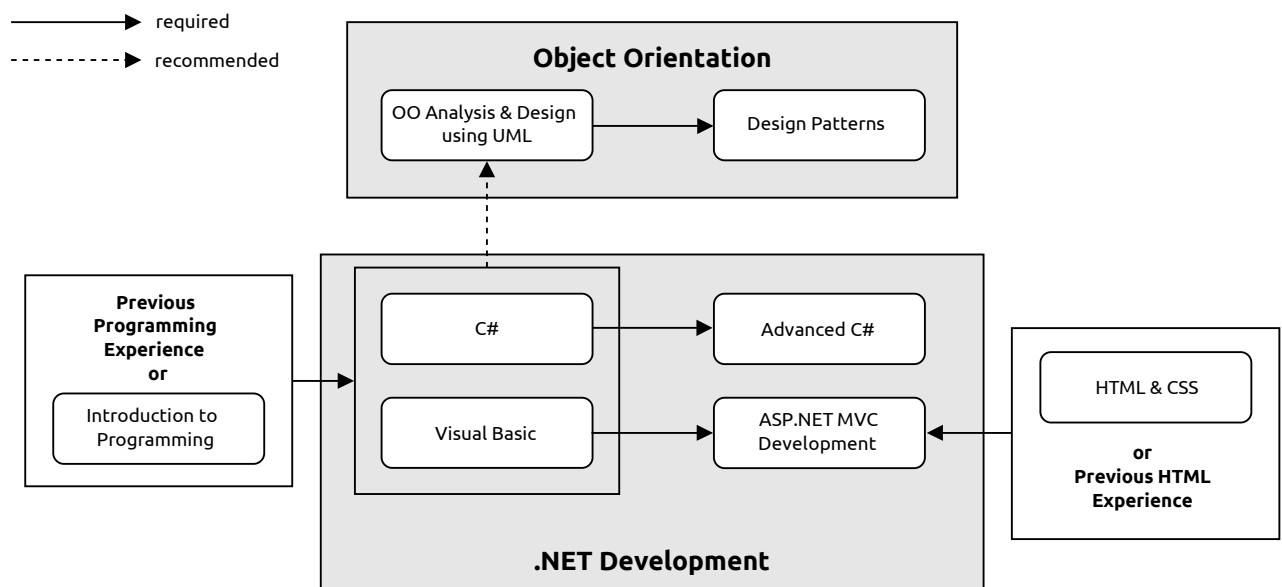 required
recommended
Object Orientation
OO Analysis & Design
using UML
Design Patterns
Previous
Programming
Experience
or
Introduction to
Programming
C#
Advanced C#
Visual Basic
ASP.NET MVC
Development
HTML & CSS
or
Previous HTML
Experience
.NET Development